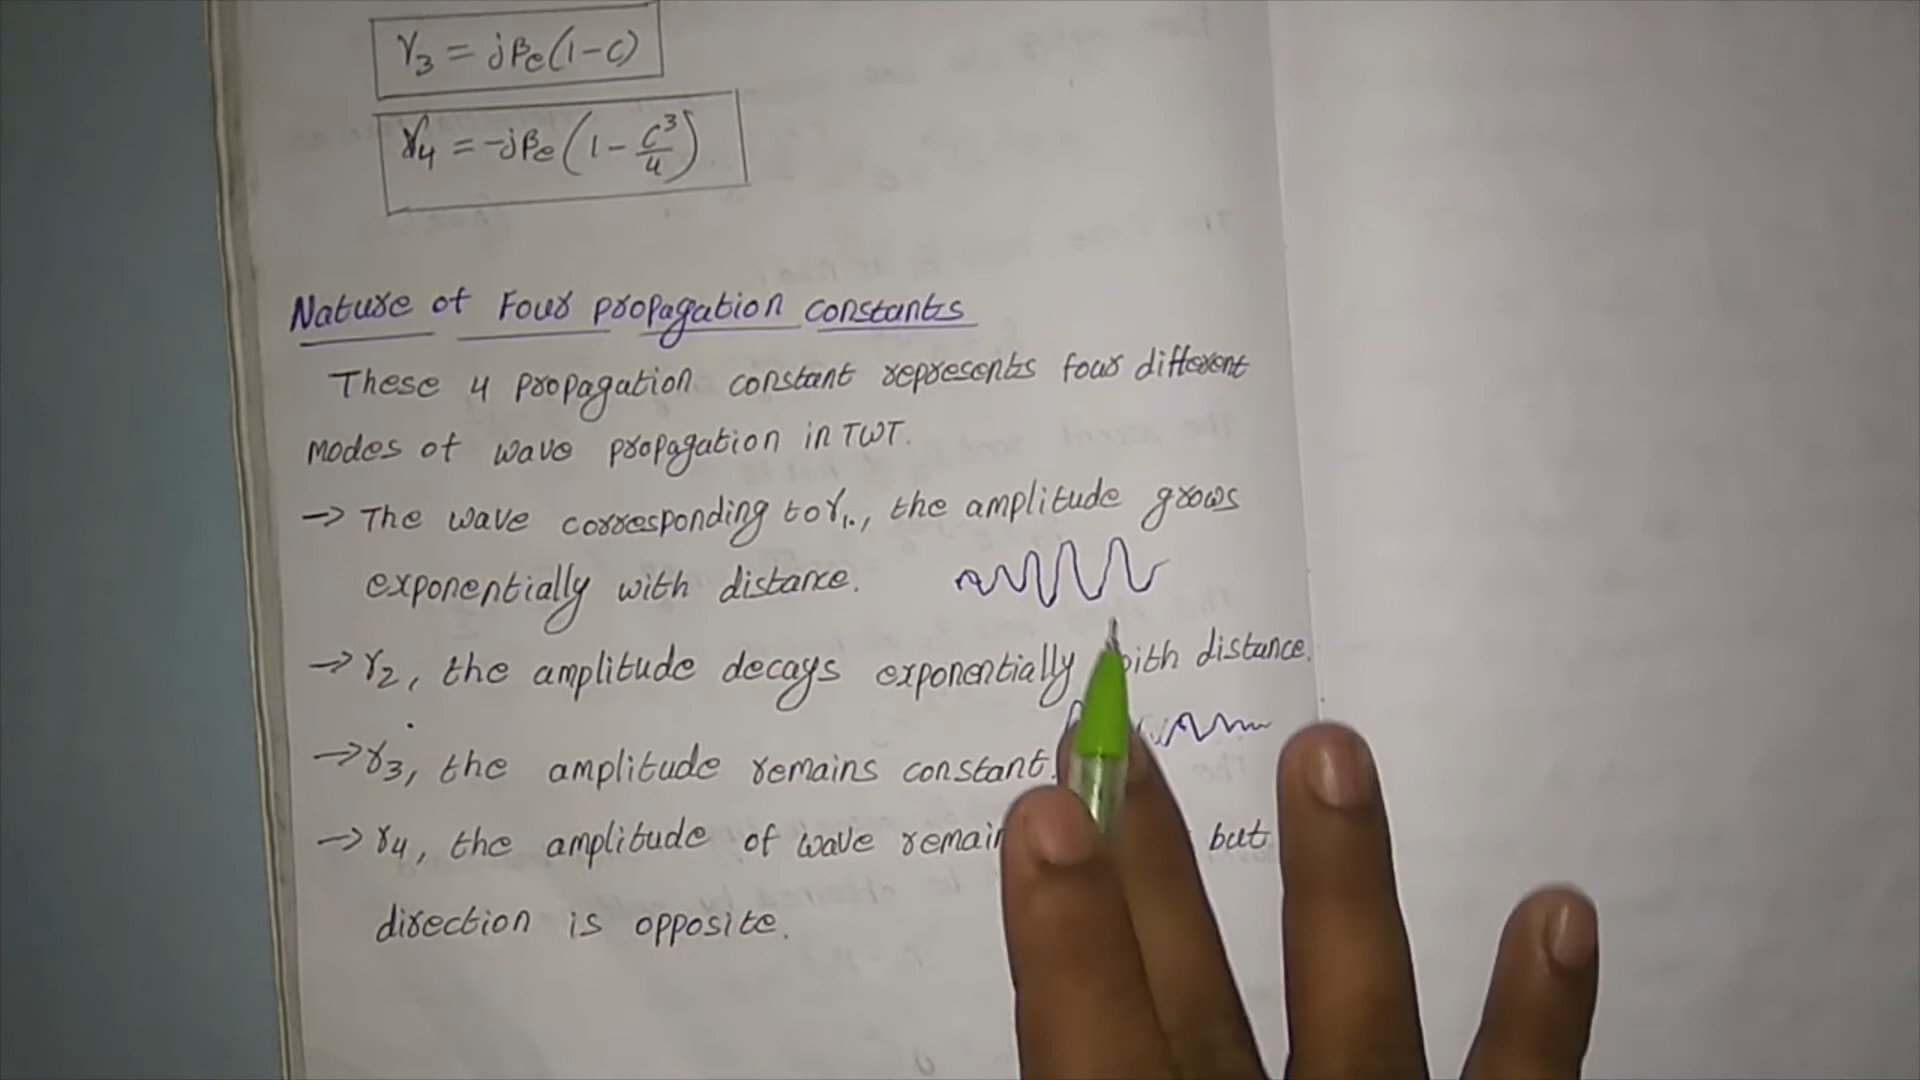 γ3 = jβe(1-c)
γ4 = -jβe(1 - c³/4)
Nature of Four propagation constants
These 4 propagation constant represents four different
modes of wave propagation in TWT.
→ The wave corresponding to γ1., the amplitude grows
exponentially with distance.
→ γ2, the amplitude decays exponentially with distance.
→ γ3, the amplitude remains constant.
→ γ4, the amplitude of wave but
direction is opposite.